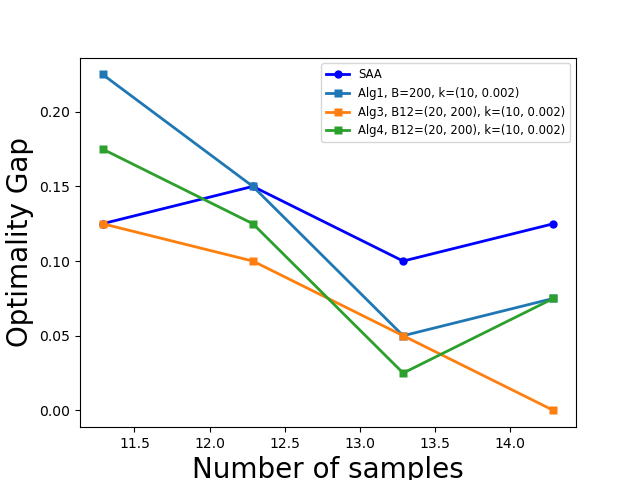 SAA
Alg1, B=200, k=(10, 0.002)
Alg3, B12=(20, 200), k=(10, 0.002)
Alg4, B12=(20, 200), k=(10, 0.002)
Optimality Gap
0.20
0.15
0.10
0.05
0.00
11.5 12.0 12.5 13.0 13.5 14.0
Number of samples